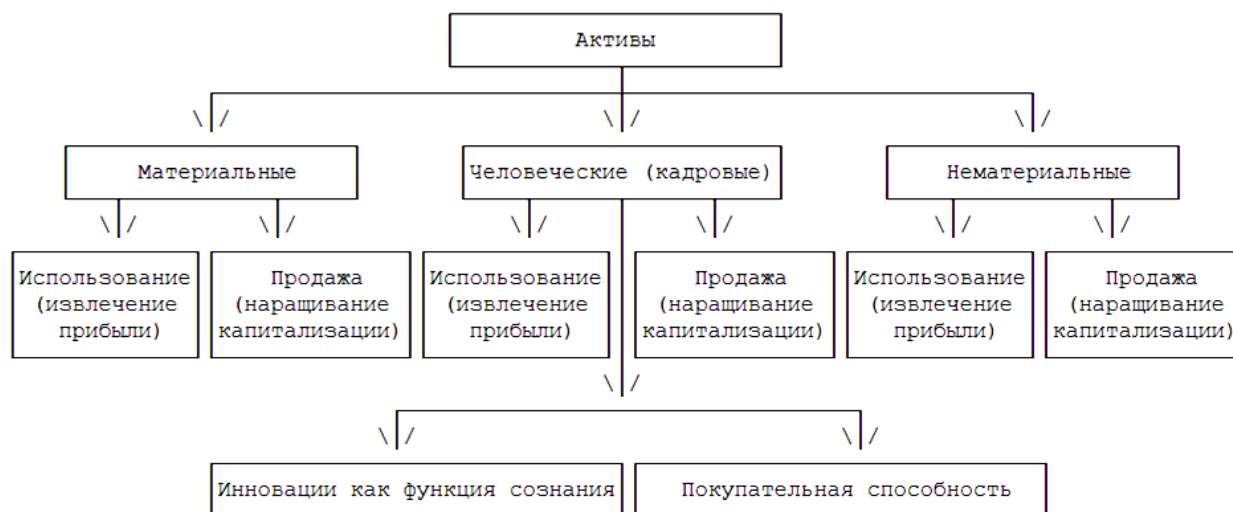 Активы
Материальные
Человеческие (кадровые)
Нематериальные
Использование
(извлечение
прибыли)
Продажа
(наращивание
капитализации)
Использование
(извлечение
прибыли)
Продажа
(наращивание
капитализации)
Использование
(извлечение
прибыли)
Продажа
(наращивание
капитализации)
Инновации как функция сознания
Покупательная способность